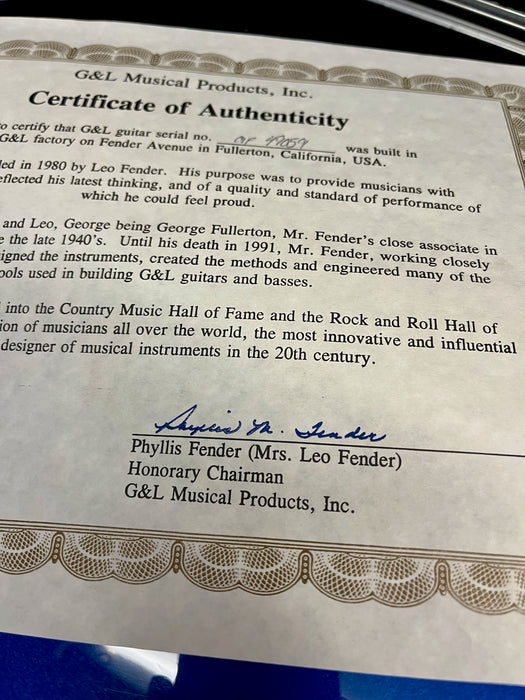 G&L Musical Products, Inc.
Certificate of Authenticity
o certify that G&L guitar serial no. was built in
G&L factory on Fender Avenue in Fullerton, California, USA.
ed in 1980 by Leo Fender. His purpose was to provide musicians with
eflected his latest thinking, and of a quality and standard of performance of
which he could feel proud.
and Leo, George being George Fullerton, Mr. Fender's close associate in
e the late 1940's. Until his death in 1991, Mr. Fender, working closely
igned the instruments, created the methods and engineered many of the
ools used in building G&L guitars and basses.
into the Country Music Hall of Fame and the Rock and Roll Hall of
ion of musicians all over the world, the most innovative and influential
designer of musical instruments in the 20th century.
Phyllis M. Fender
Phyllis Fender (Mrs. Leo Fender)
Honorary Chairman
G&L Musical Products, Inc.